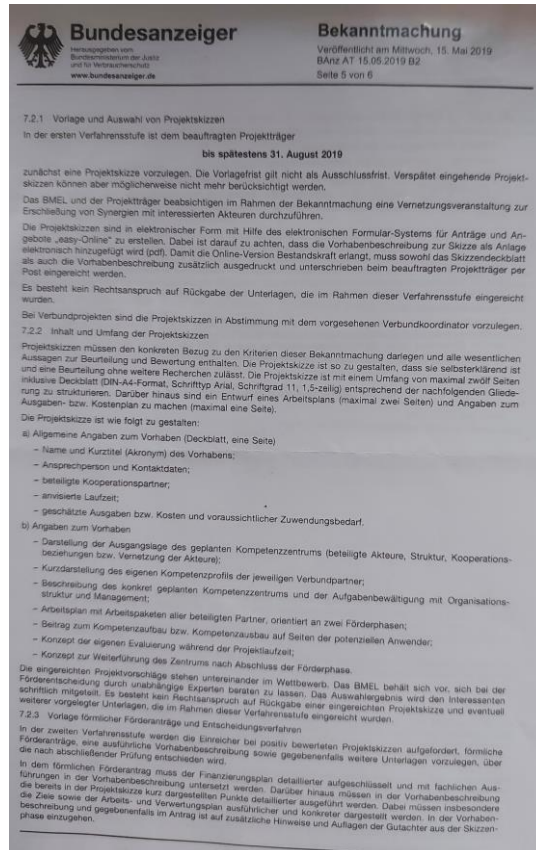 Bundesanzeiger
Herausgegeben vom
Bundesministerium der Justiz
und für Verbraucherschutz
www.bundesanzeiger.de
Bekanntmachung
Veröffentlicht am Mittwoch, 15. Mai 2019
BAnz AT 15.05.2019 B2
Seite 5 von 6
7.2.1 Vorlage und Auswahl von Projektskizzen
In der ersten Verfahrensstufe ist dem beauftragten Projektträger
bis spätestens 31. August 2019
zunächst eine Projektskizze vorzulegen. Die Vorlagefrist gilt nicht als Ausschlussfrist. Verspätet eingehende Projekt-
skizzen können aber möglicherweise nicht mehr berücksichtigt werden.
Das BMEL und der Projektträger beabsichtigen im Rahmen der Bekanntmachung eine Vernetzungsveranstaltung zur
Erschließung von Synergien mit interessierten Akteuren durchzuführen.
Die Projektskizzen sind in elektronischer Form mit Hilfe des elektronischen Formular-Systems für Anträge und An-
gebote „easy-Online" zu erstellen. Dabei ist darauf zu achten, dass die Vorhabenbeschreibung zur Skizze als Anlage
elektronisch hinzugefügt wird (pdf). Damit die Online-Version Bestandskraft erlangt, muss sowohl das Skizzendeckblatt
als auch die Vorhabenbeschreibung zusätzlich ausgedruckt und unterschrieben beim beauftragten Projektträger per
Post eingereicht werden.
Es besteht kein Rechtsanspruch auf Rückgabe der Unterlagen, die im Rahmen dieser Verfahrensstufe eingereicht
wurden.
Bei Verbundprojekten sind die Projektskizzen in Abstimmung mit dem vorgesehenen Verbundkoordinator vorzulegen.
7.2.2 Inhalt und Umfang der Projektskizzen
Projektskizzen müssen den konkreten Bezug zu den Kriterien dieser Bekanntmachung darlegen und alle wesentlichen
Aussagen zur Beurteilung und Bewertung enthalten. Die Projektskizze ist so zu gestalten, dass sie selbsterklärend ist
und eine Beurteilung ohne weitere Recherchen zulässt. Die Projektskizze ist mit einem Umfang von maximal zwölf Seiten
inklusive Deckblatt (DIN-A4-Format, Schrifttyp Arial, Schriftgrad 11, 1,5-zeilig) entsprechend der nachfolgenden Gliede-
rung zu strukturieren. Darüber hinaus sind ein Entwurf eines Arbeitsplans (maximal zwei Seiten) und Angaben zum
Ausgaben- bzw. Kostenplan zu machen (maximal eine Seite).
Die Projektskizze ist wie folgt zu gestalten:
a) Allgemeine Angaben zum Vorhaben (Deckblatt, eine Seite)
– Name und Kurztitel (Akronym) des Vorhabens;
– Ansprechperson und Kontaktdaten;
– beteiligte Kooperationspartner;
– anvisierte Laufzeit;
– geschätzte Ausgaben bzw. Kosten und voraussichtlicher Zuwendungsbedarf.
b) Angaben zum Vorhaben
– Darstellung der Ausgangslage des geplanten Kompetenzzentrums (beteiligte Akteure, Struktur, Kooperations-
beziehungen bzw. Vernetzung der Akteure);
– Kurzdarstellung des eigenen Kompetenzprofils der jeweiligen Verbundpartner;
– Beschreibung des konkret geplanten Kompetenzzentrums und der Aufgabenbewältigung mit Organisations-
struktur und Management;
– Arbeitsplan mit Arbeitspaketen aller beteiligten Partner, orientiert an zwei Förderphasen;
– Beitrag zum Kompetenzaufbau bzw. Kompetenzausbau auf Seiten der potenziellen Anwender;
– Konzept der eigenen Evaluierung während der Projektlaufzeit;
– Konzept zur Weiterführung des Zentrums nach Abschluss der Förderphase.
Die eingereichten Projektvorschläge stehen untereinander im Wettbewerb. Das BMEL behält sich vor, sich bei der
Förderentscheidung durch unabhängige Experten beraten zu lassen. Das Auswahlergebnis wird den Interessenten
schriftlich mitgeteilt. Es besteht kein Rechtsanspruch auf Rückgabe einer eingereichten Projektskizze und eventuell
weiterer vorgelegter Unterlagen, die im Rahmen dieser Verfahrensstufe eingereicht wurden.
7.2.3 Vorlage förmlicher Förderanträge und Entscheidungsverfahren
In der zweiten Verfahrensstufe werden die Einreicher bei positiv bewerteten Projektskizzen aufgefordert, förmliche
Förderanträge, eine ausführliche Vorhabenbeschreibung sowie gegebenenfalls weitere Unterlagen vorzulegen, über
die nach abschließender Prüfung entschieden wird.
In dem förmlichen Förderantrag muss der Finanzierungsplan detaillierter aufgeschlüsselt und mit fachlichen Aus-
führungen in der Vorhabenbeschreibung untersetzt werden. Darüber hinaus müssen in der Vorhabenbeschreibung
die bereits in der Projektskizze kurz dargestellten Punkte detaillierter ausgeführt werden. Dabei müssen insbesondere
die Ziele sowie der Arbeits- und Verwertungsplan ausführlicher und konkreter dargestellt werden. In der Vorhaben-
beschreibung und gegebenenfalls im Antrag ist auf zusätzliche Hinweise und Auflagen der Gutachter aus der Skizzen-
phase einzugehen.